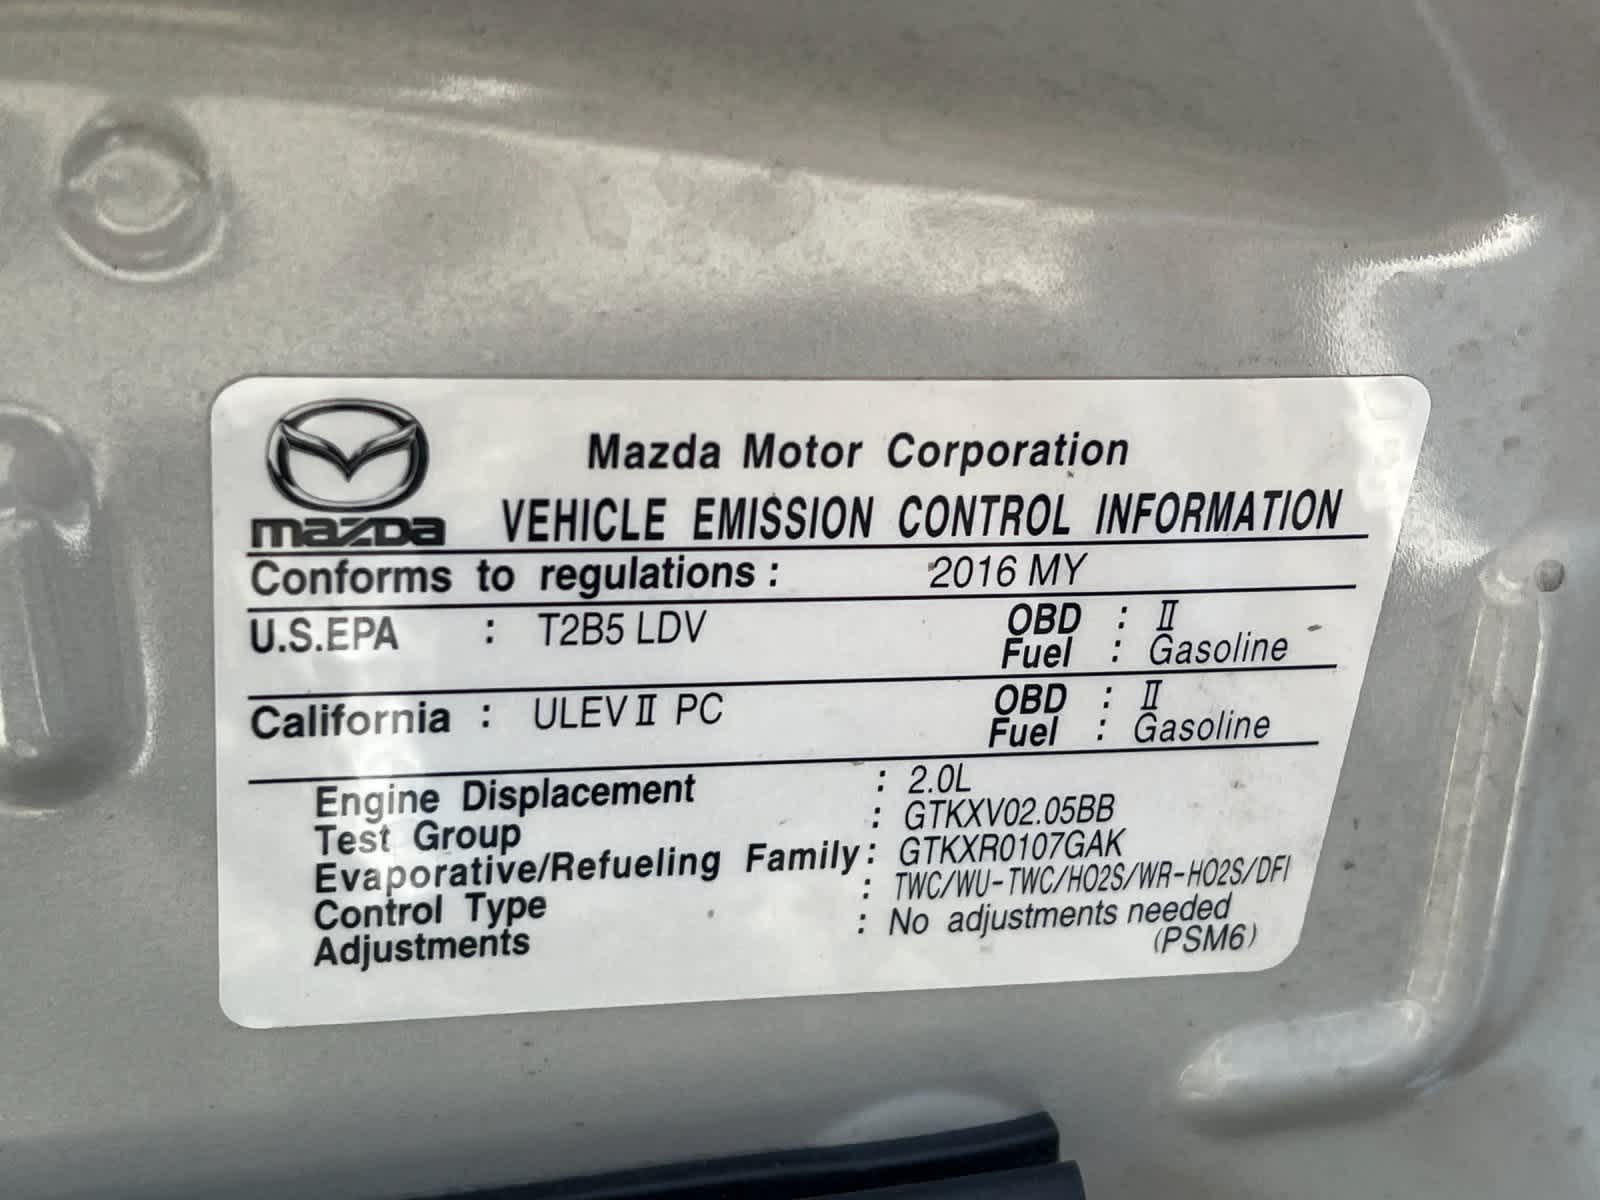 Mazda Motor Corporation
mazda VEHICLE EMISSION CONTROL INFORMATION
Conforms to regulations : 2016 MY
U.S.EPA : T2B5 LDV OBD : II
Fuel : Gasoline
California : ULEV II PC OBD : II
Fuel : Gasoline
Engine Displacement : 2.0L
Test Group : GTKXV02.05BB
Evaporative/Refueling Family : GTKXR0107GAK
Control Type : TWC/WU-TWC/HO2S/WR-HO2S/DFI
Adjustments : No adjustments needed
(PSM6)